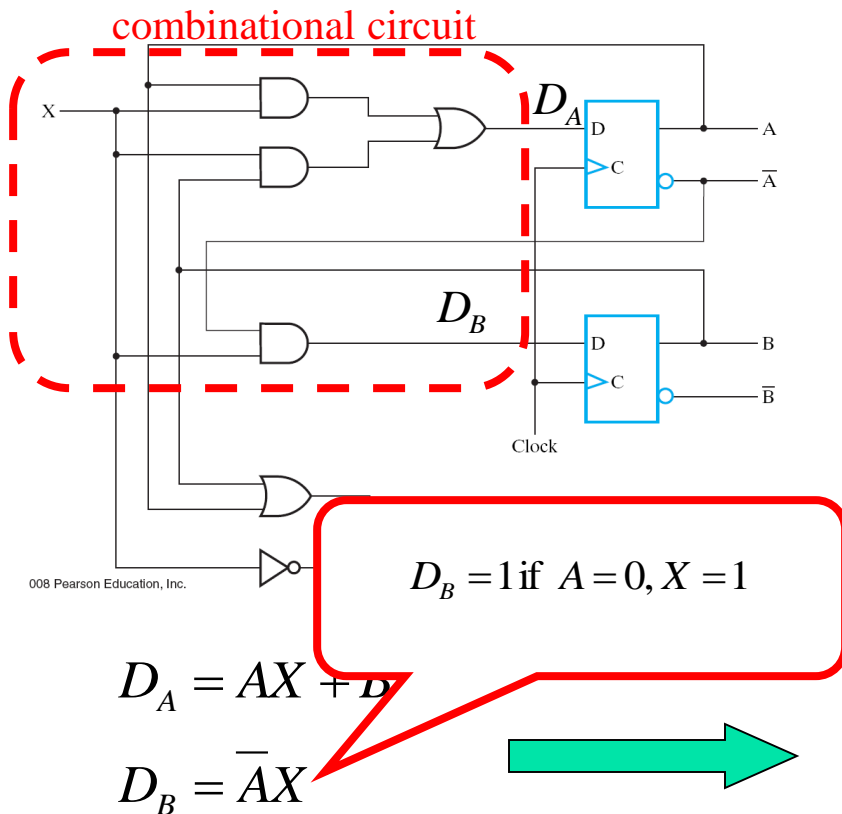 combinational circuit
X
D_A
D
A
C
A̅
D_B
D
B
C
B̅
Clock
008 Pearson Education, Inc.
D_B = 1 if A = 0, X = 1
D_A = AX + B
D_B = A̅X